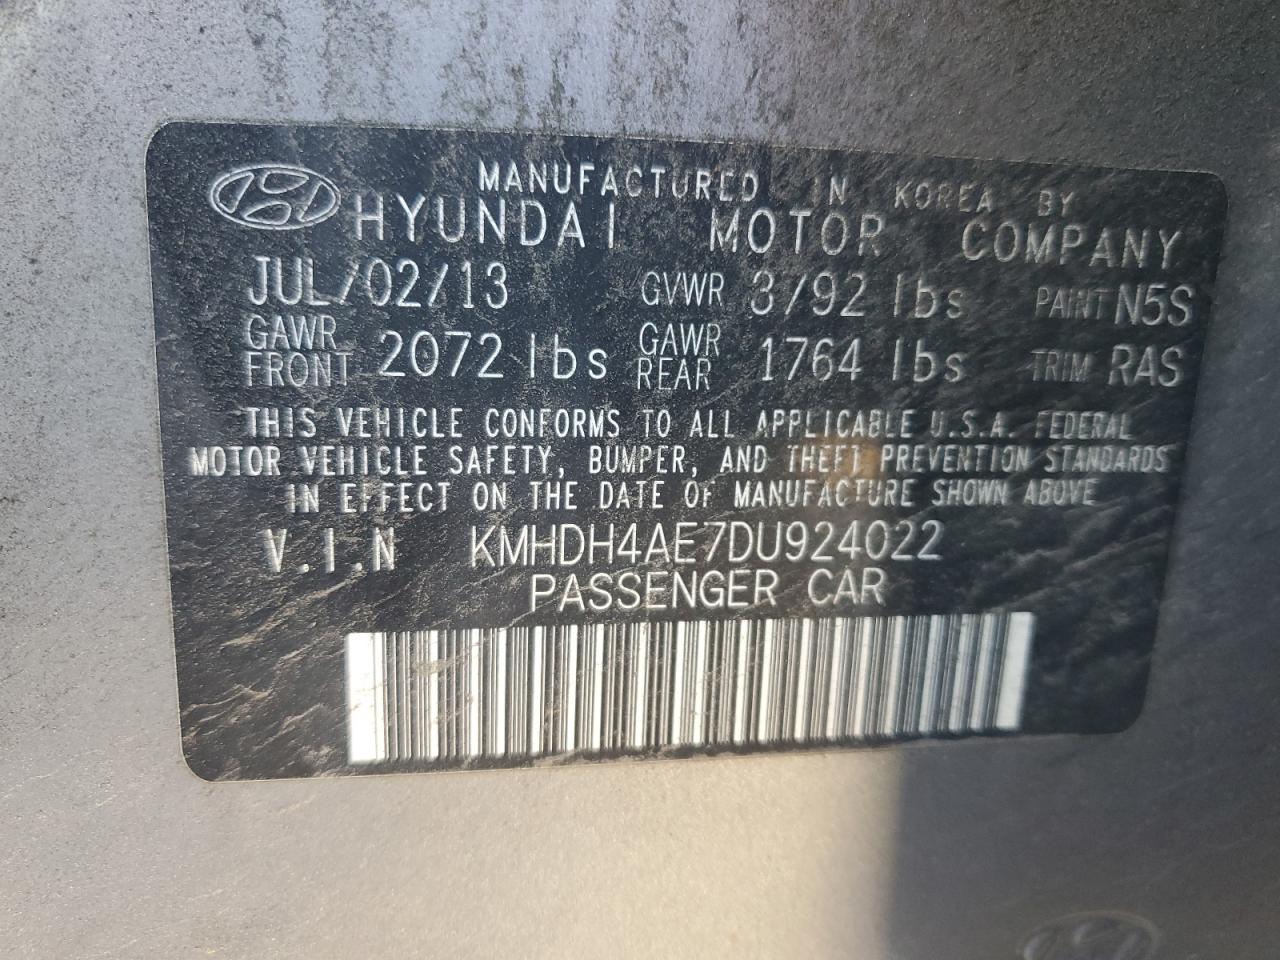 MANUFACTURED IN KOREA BY
HYUNDAI MOTOR COMPANY
JUL/02/13 GVWR 3792 lbs PAINT N5S
GAWR FRONT 2072 lbs GAWR REAR 1764 lbs TRIM RAS
THIS VEHICLE CONFORMS TO ALL APPLICABLE U.S.A. FEDERAL
MOTOR VEHICLE SAFETY, BUMPER, AND THEFT PREVENTION STANDARDS
IN EFFECT ON THE DATE OF MANUFACTURE SHOWN ABOVE
V.I.N KMHDH4AE7DU924022
PASSENGER CAR